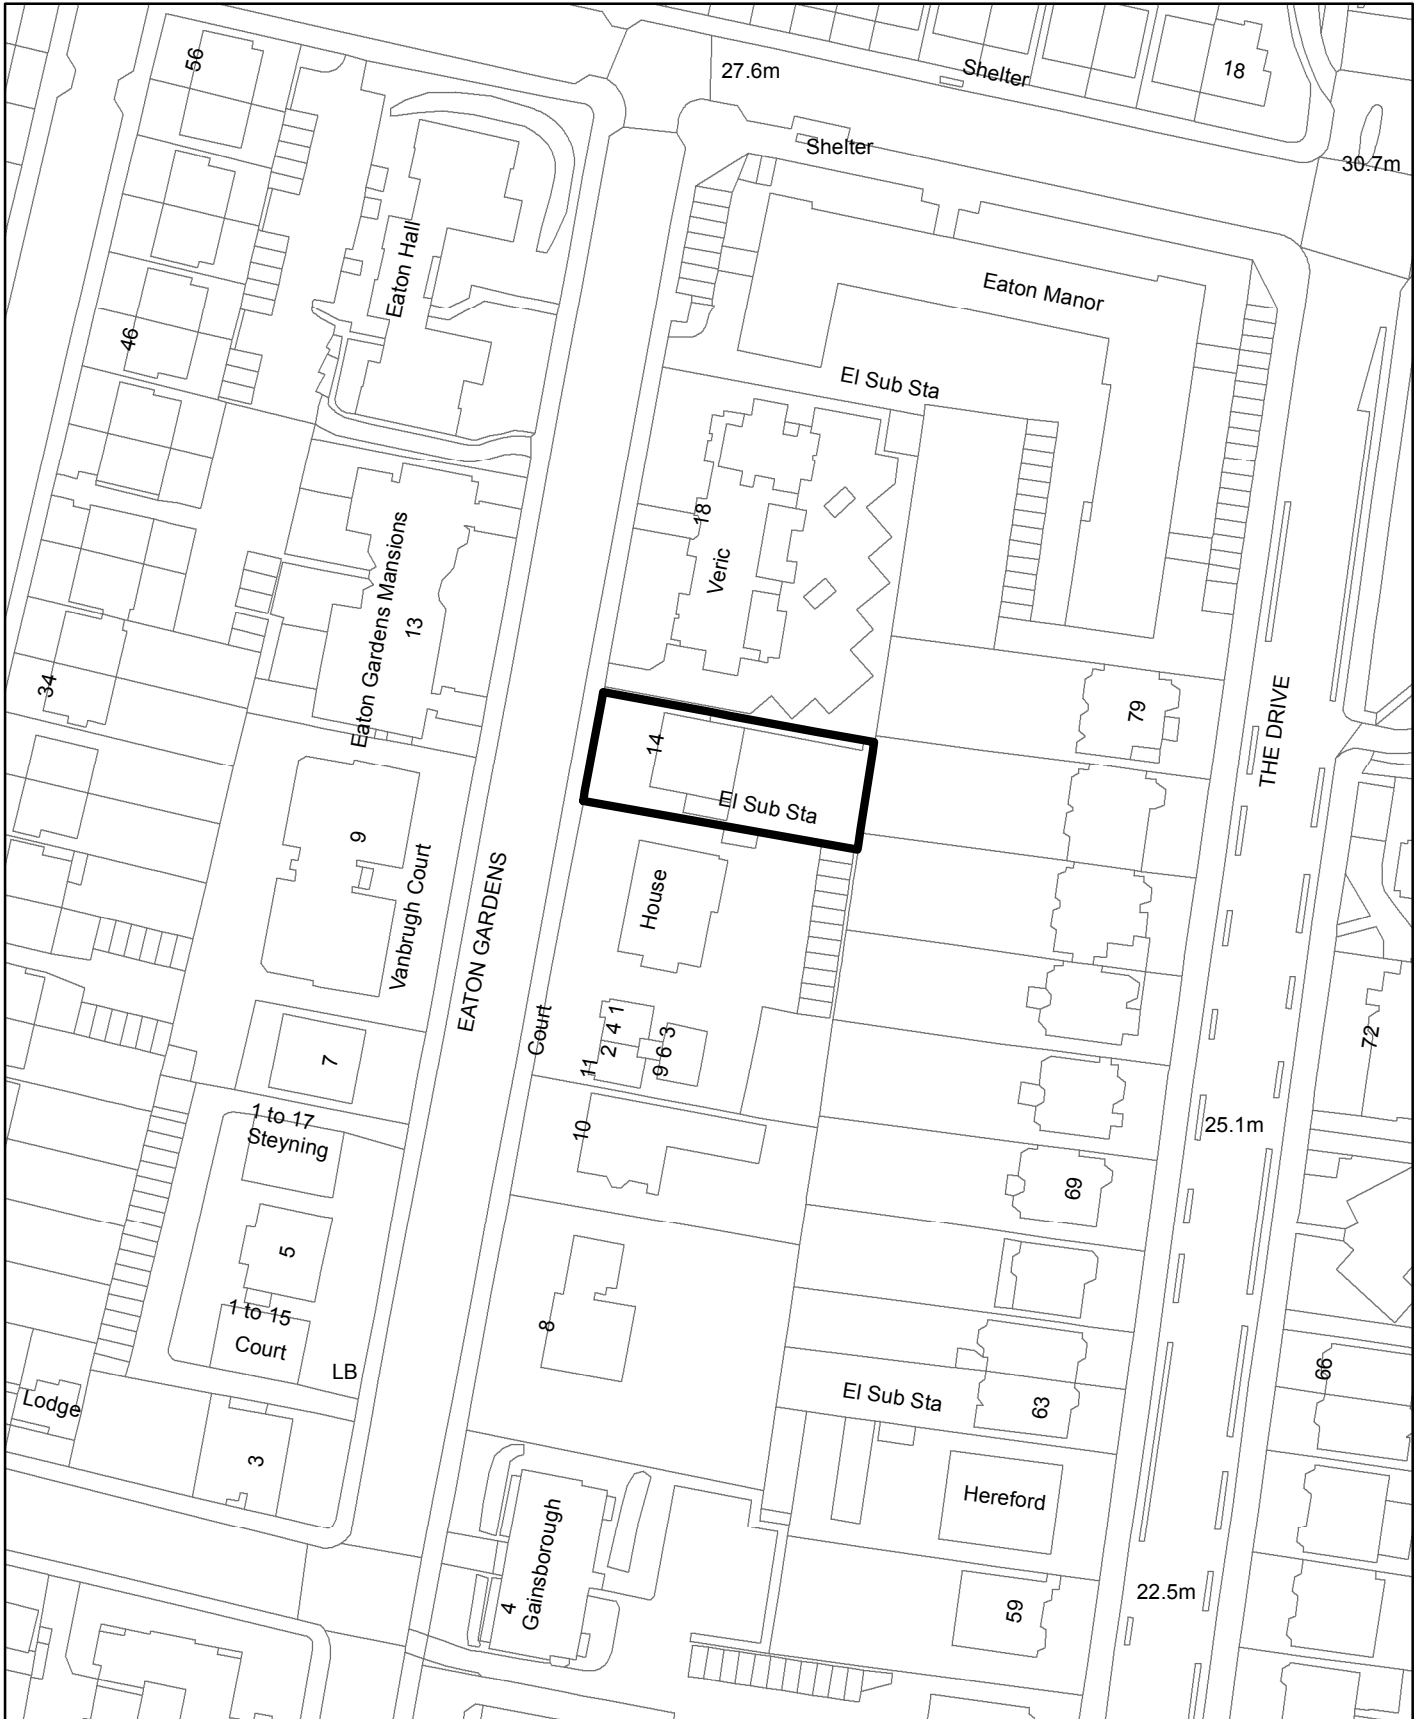 56
27.6m
Shelter
18
Shelter
30.7m
Eaton Hall
Eaton Manor
46
El Sub Sta
18
Veric
Eaton Gardens Mansions
13
34
79
THE DRIVE
14
El Sub Sta
9
Vanbrugh Court
House
EATON GARDENS
Court
1
4
2
11
3
6
9
72
7
10
1 to 17
Steyning
25.1m
69
5
1 to 15
Court
8
LB
66
Lodge
El Sub Sta
63
3
Hereford
4
Gainsborough
22.5m
59